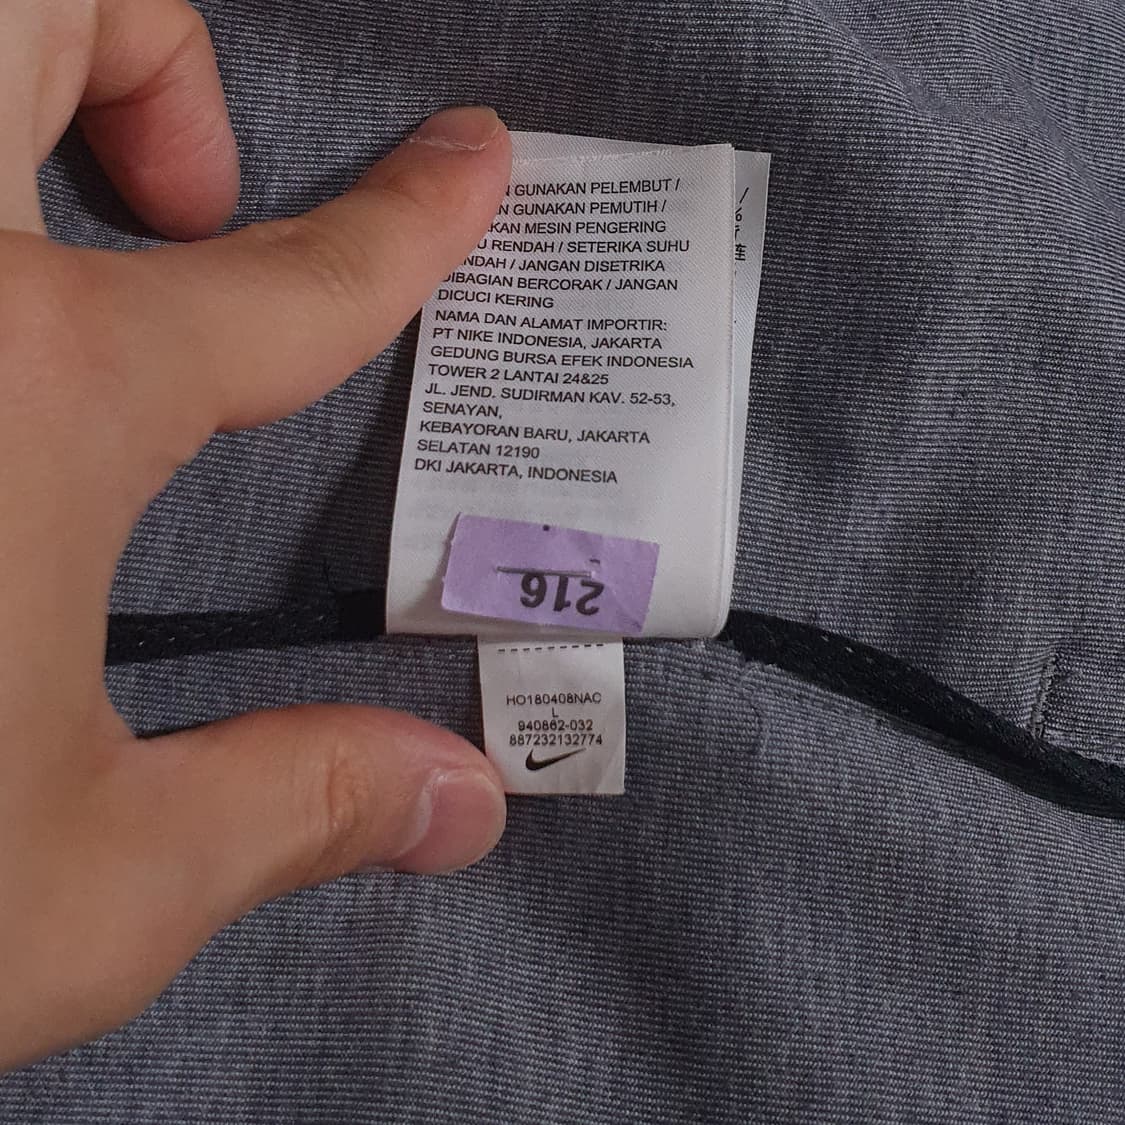 GUNAKAN PELEMBUT /
GUNAKAN PEMUTIH /
MESIN PENGERING
RENDAH / SETERIKA SUHU
/ JANGAN DISETRIKA
DIBAGIAN BERCORAK / JANGAN
DICUCI KERING
NAMA DAN ALAMAT IMPORTIR:
PT NIKE INDONESIA, JAKARTA
GEDUNG BURSA EFEK INDONESIA
TOWER 2 LANTAI 24&25
JL. JEND. SUDIRMAN KAV. 52-53,
SENAYAN,
KEBAYORAN BARU, JAKARTA
SELATAN 12190
DKI JAKARTA, INDONESIA
216
HO180408NAC
L
940862-032
887232132774